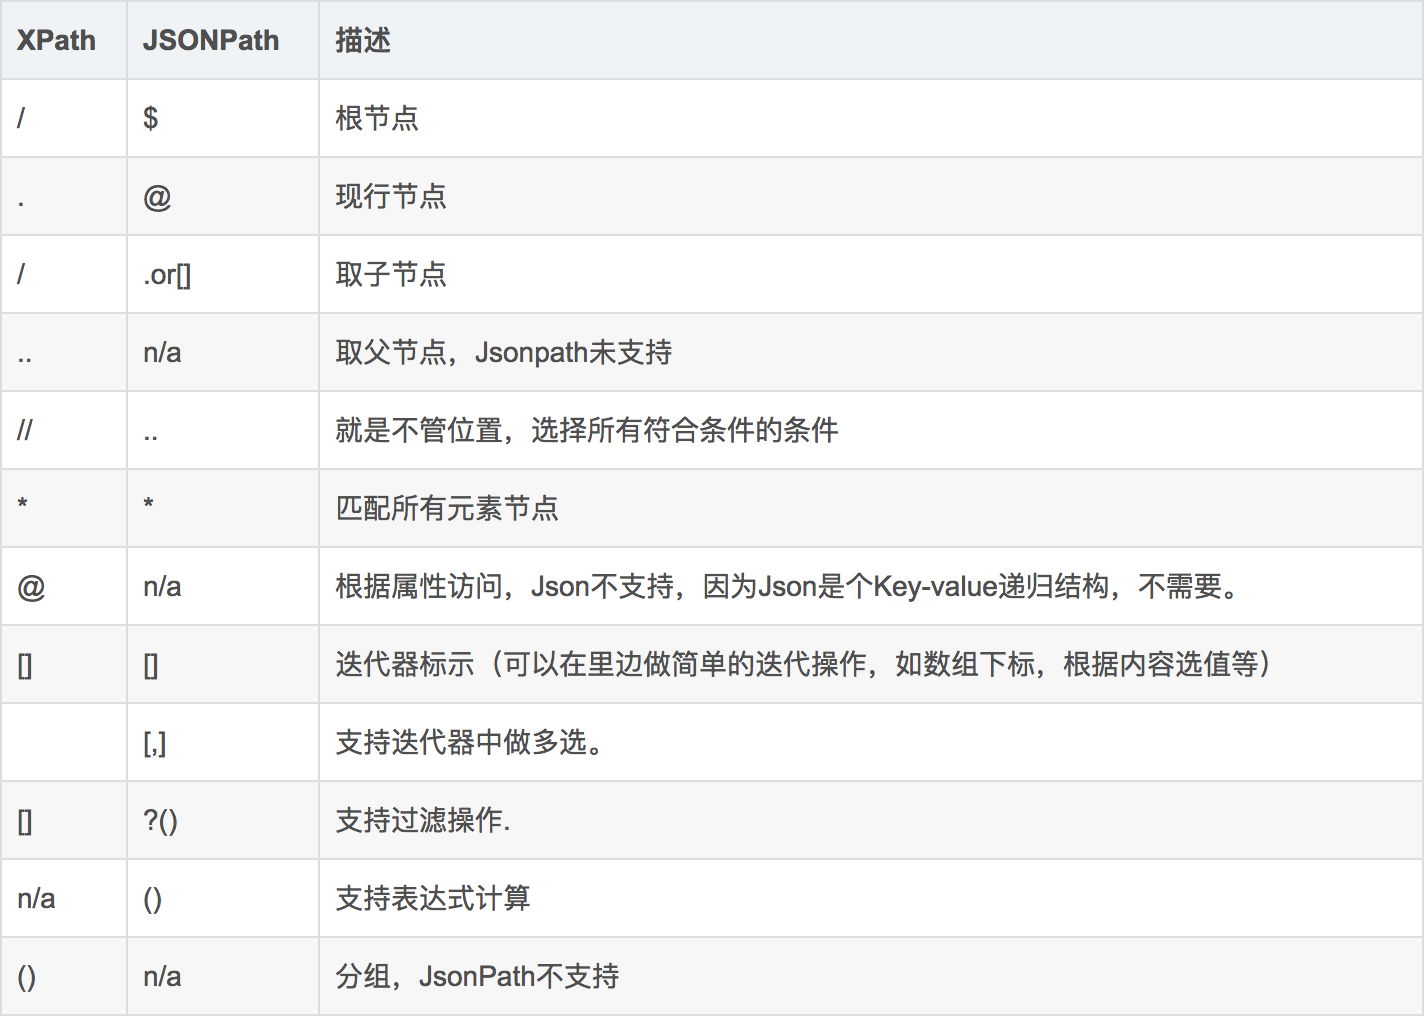 XPath JSONPath 描述
/ $ 根节点
. @ 现行节点
/ .or[] 取子节点
.. n/a 取父节点，Jsonpath未支持
// .. 就是不管位置，选择所有符合条件的条件
* * 匹配所有元素节点
@ n/a 根据属性访问，Json不支持，因为Json是个Key-value递归结构，不需要。
[] [] 迭代器标示（可以在里边做简单的迭代操作，如数组下标，根据内容选值等）
[,] 支持迭代器中做多选。
[] ?() 支持过滤操作.
n/a () 支持表达式计算
() n/a 分组，JsonPath不支持